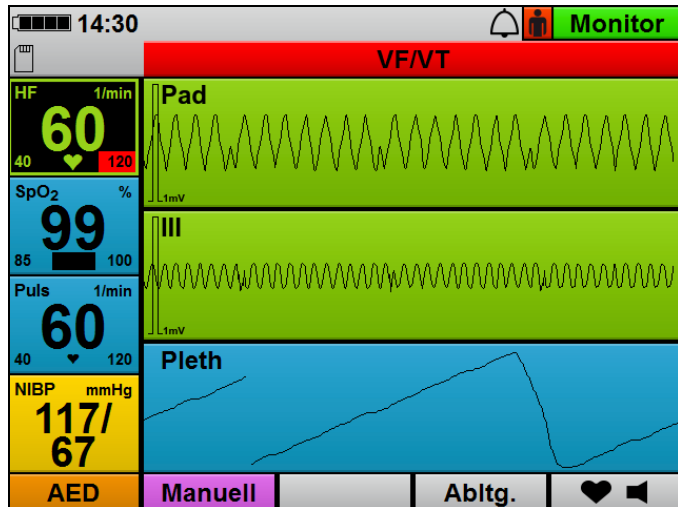 14:30 Monitor
VF/VT
HF 1/min
60
40 120
Pad
1mV
SpO2 %
99
85 100
III
1mV
Puls 1/min
60
40 120
Pleth
NIBP mmHg
117/
67
AED Manuell Abltg.